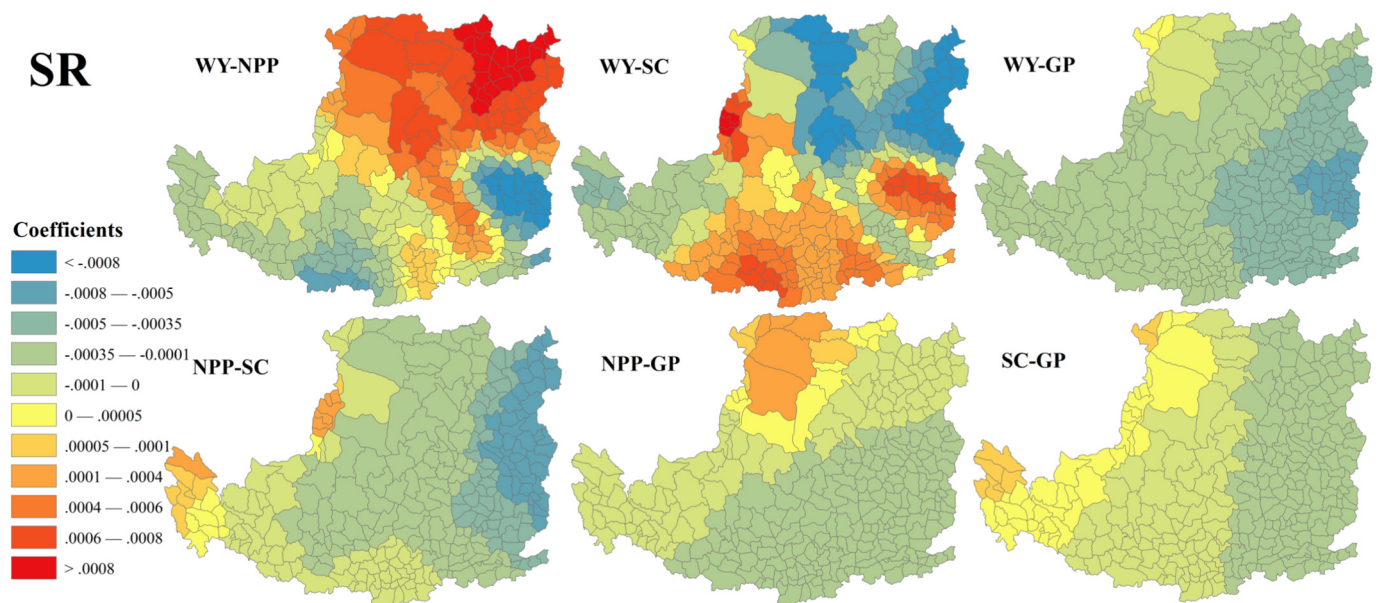 SR
WY-NPP
WY-SC
WY-GP
NPP-SC
NPP-GP
SC-GP
Coefficients
< -.0008
-.0008 — -.0005
-.0005 — -.00035
-.00035 — -0.0001
-.0001 — 0
0 — .00005
.00005 — .0001
.0001 — .0004
.0004 — .0006
.0006 — .0008
> .0008